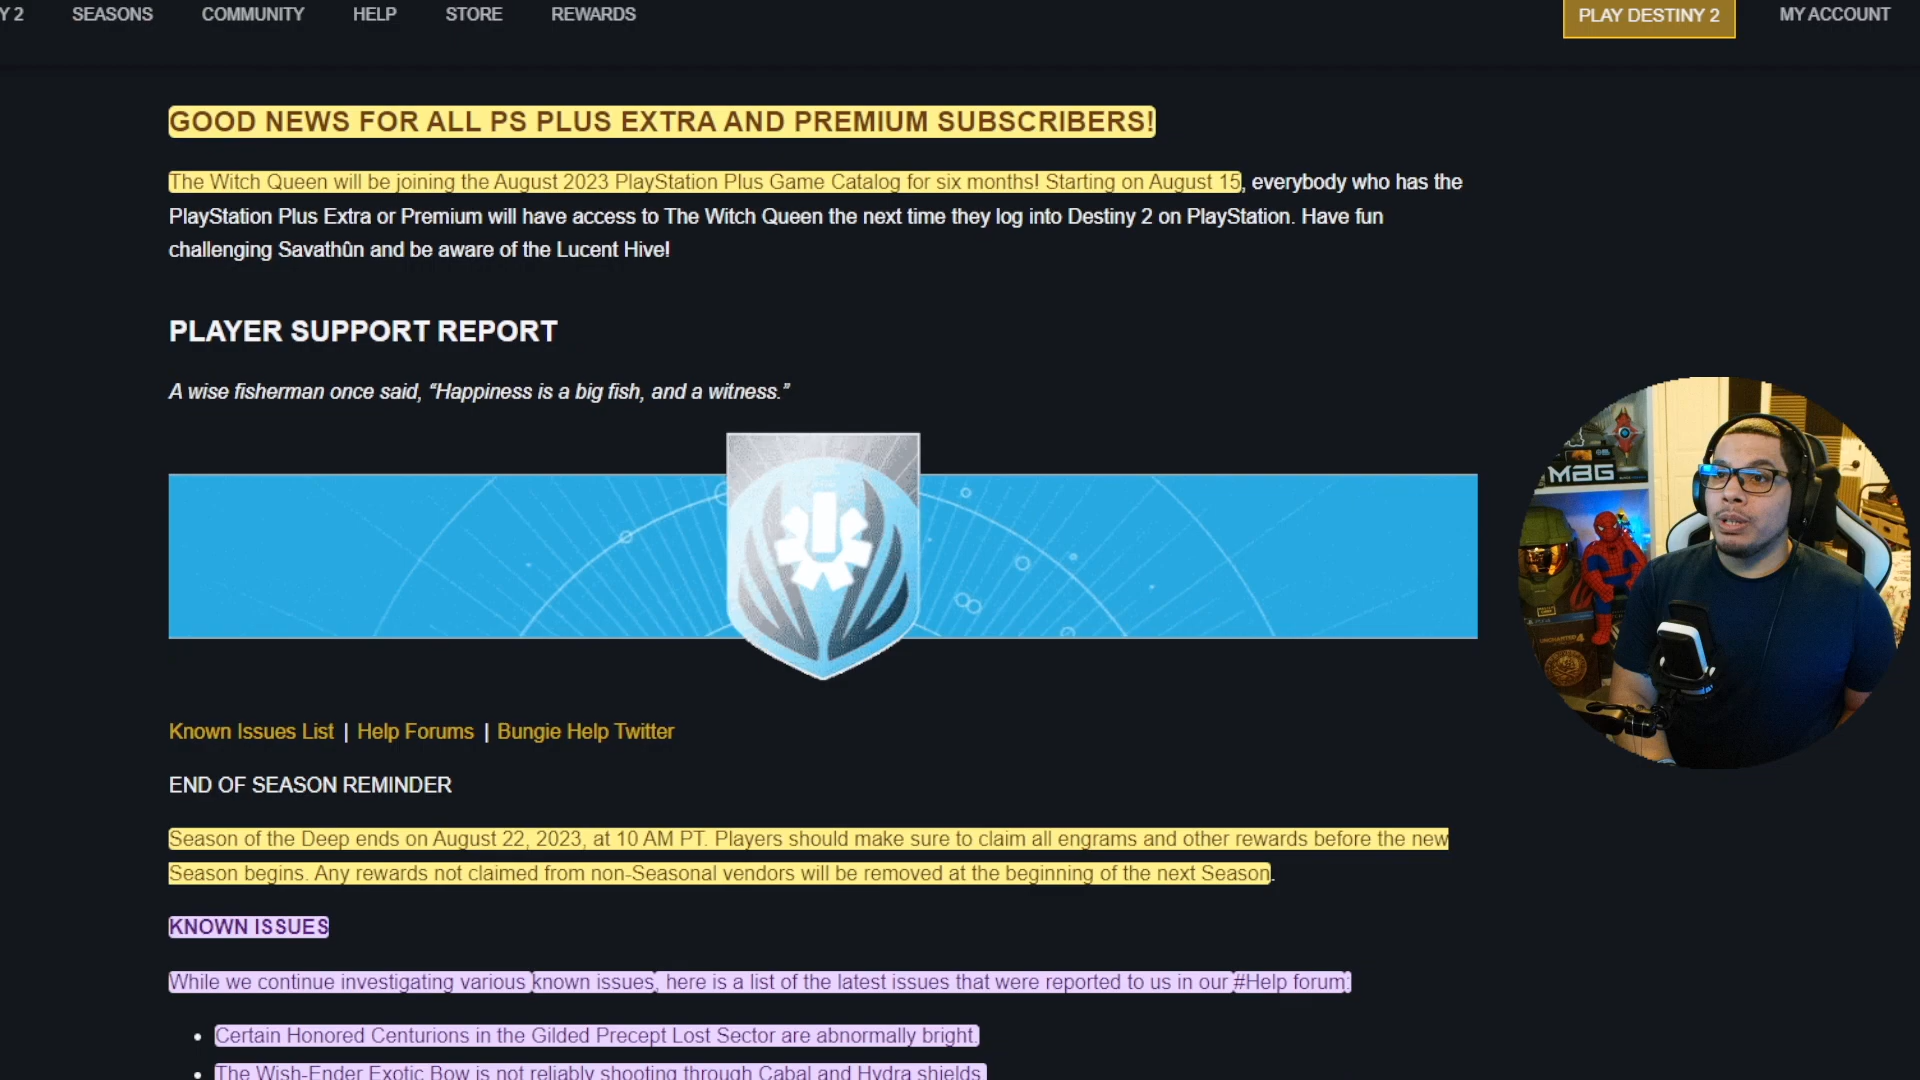 Y 2 SEASONS COMMUNITY HELP STORE REWARDS PLAY DESTINY 2 MY ACCOUNT
GOOD NEWS FOR ALL PS PLUS EXTRA AND PREMIUM SUBSCRIBERS!
The Witch Queen will be joining the August 2023 PlayStation Plus Game Catalog for six months! Starting on August 15, everybody who has the
PlayStation Plus Extra or Premium will have access to The Witch Queen the next time they log into Destiny 2 on PlayStation. Have fun
challenging Savathûn and be aware of the Lucent Hive!
PLAYER SUPPORT REPORT
A wise fisherman once said, “Happiness is a big fish, and a witness.”
MAG
UNCHARTED 4
Known Issues List | Help Forums | Bungie Help Twitter
END OF SEASON REMINDER
Season of the Deep ends on August 22, 2023, at 10 AM PT. Players should make sure to claim all engrams and other rewards before the new
Season begins. Any rewards not claimed from non-Seasonal vendors will be removed at the beginning of the next Season.
KNOWN ISSUES
While we continue investigating various known issues, here is a list of the latest issues that were reported to us in our #Help forum:
• Certain Honored Centurions in the Gilded Precept Lost Sector are abnormally bright.
• The Wish-Ender Exotic Bow is not reliably shooting through Cabal and Hydra shields.